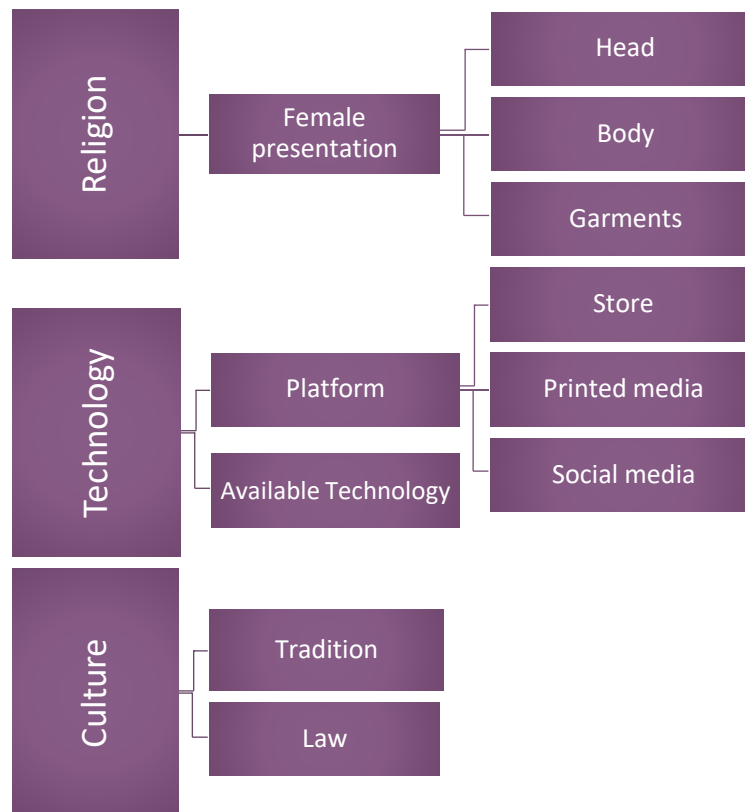 Religion
Female
presentation
Head
Body
Garments
Technology
Platform
Store
Printed media
Social media
Available Technology
Culture
Tradition
Law